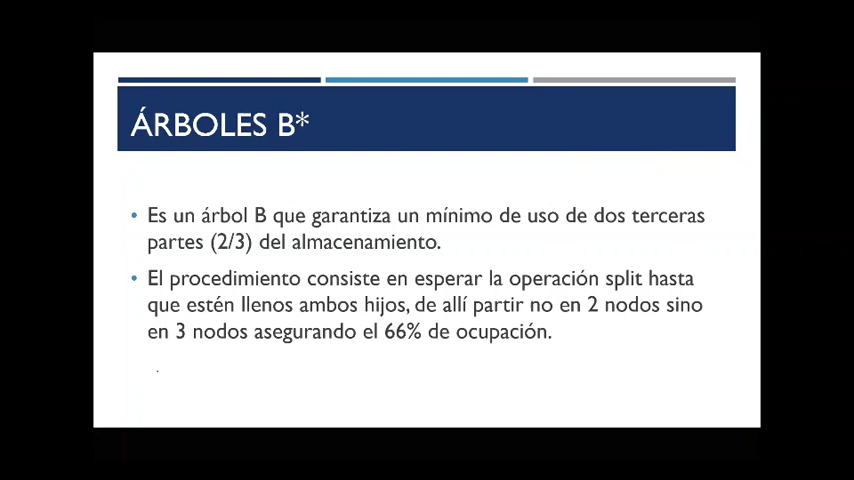 ÁRBOLES B*
• Es un árbol B que garantiza un mínimo de uso de dos terceras
partes (2/3) del almacenamiento.
• El procedimiento consiste en esperar la operación split hasta
que estén llenos ambos hijos, de allí partir no en 2 nodos sino
en 3 nodos asegurando el 66% de ocupación.
.